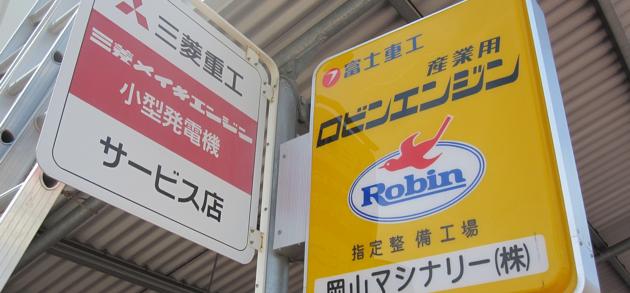 三菱重工
三菱メイキエンジン
小型発電機
サービス店
フ 富士重工
産業用
ロビンエンジン
Robin
指定整備工場
岡山マシナリー(株)